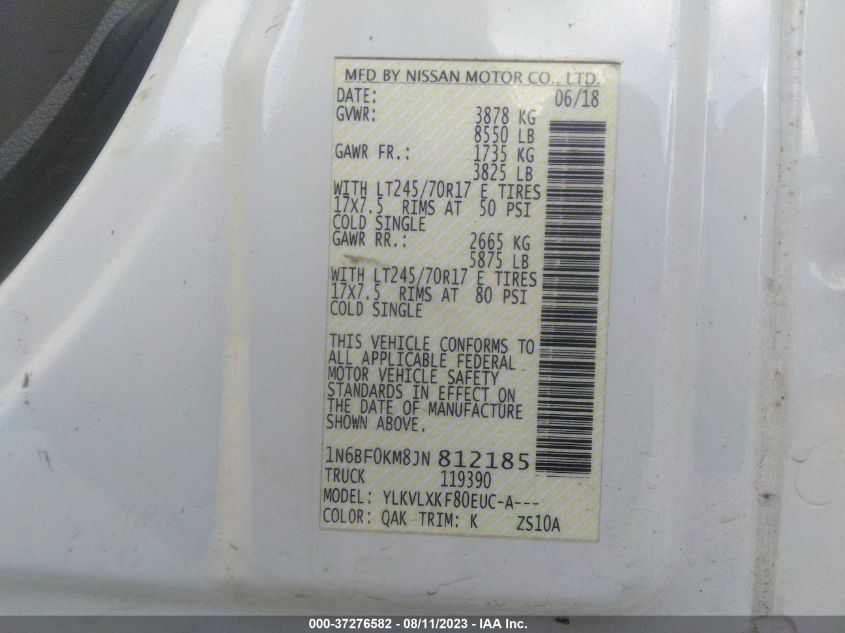 MFD BY NISSAN MOTOR CO., LTD.
DATE: 06/18
GVWR: 3878 KG
8550 LB
GAWR FR.: 1735 KG
3825 LB
WITH LT245/70R17 E TIRES
17X7.5 RIMS AT 50 PSI
COLD SINGLE
GAWR RR.: 2665 KG
5875 LB
WITH LT245/70R17 E TIRES
17X7.5 RIMS AT 80 PSI
COLD SINGLE
THIS VEHICLE CONFORMS TO
ALL APPLICABLE FEDERAL
MOTOR VEHICLE SAFETY
STANDARDS IN EFFECT ON
THE DATE OF MANUFACTURE
SHOWN ABOVE.
1N6BF0KM8JN 812185
TRUCK 119390
MODEL: YLKVLXKF80EUC-A---
COLOR: QAK TRIM: K ZS10A
000-37276582 - 08/11/2023 - IAA Inc.